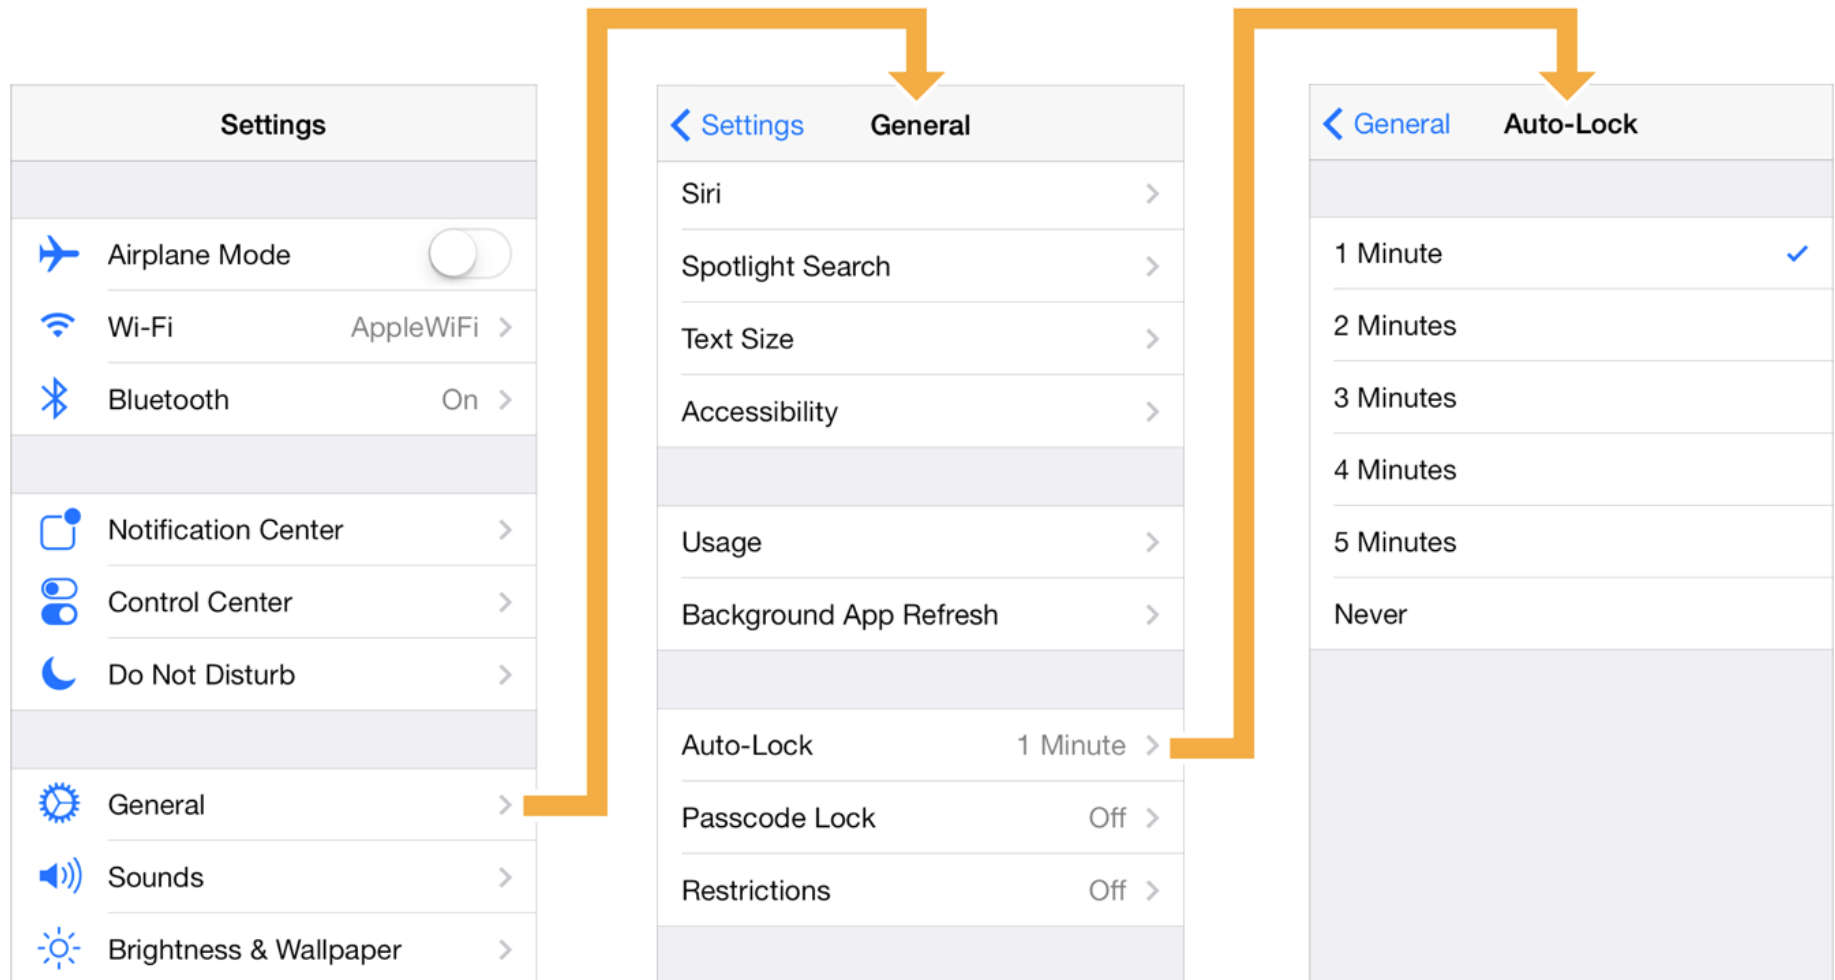 Settings
Airplane Mode
Wi-Fi AppleWiFi
Bluetooth On
Notification Center
Control Center
Do Not Disturb
General
Sounds
Brightness & Wallpaper
Settings General
Siri
Spotlight Search
Text Size
Accessibility
Usage
Background App Refresh
Auto-Lock 1 Minute
Passcode Lock Off
Restrictions Off
General Auto-Lock
1 Minute
2 Minutes
3 Minutes
4 Minutes
5 Minutes
Never